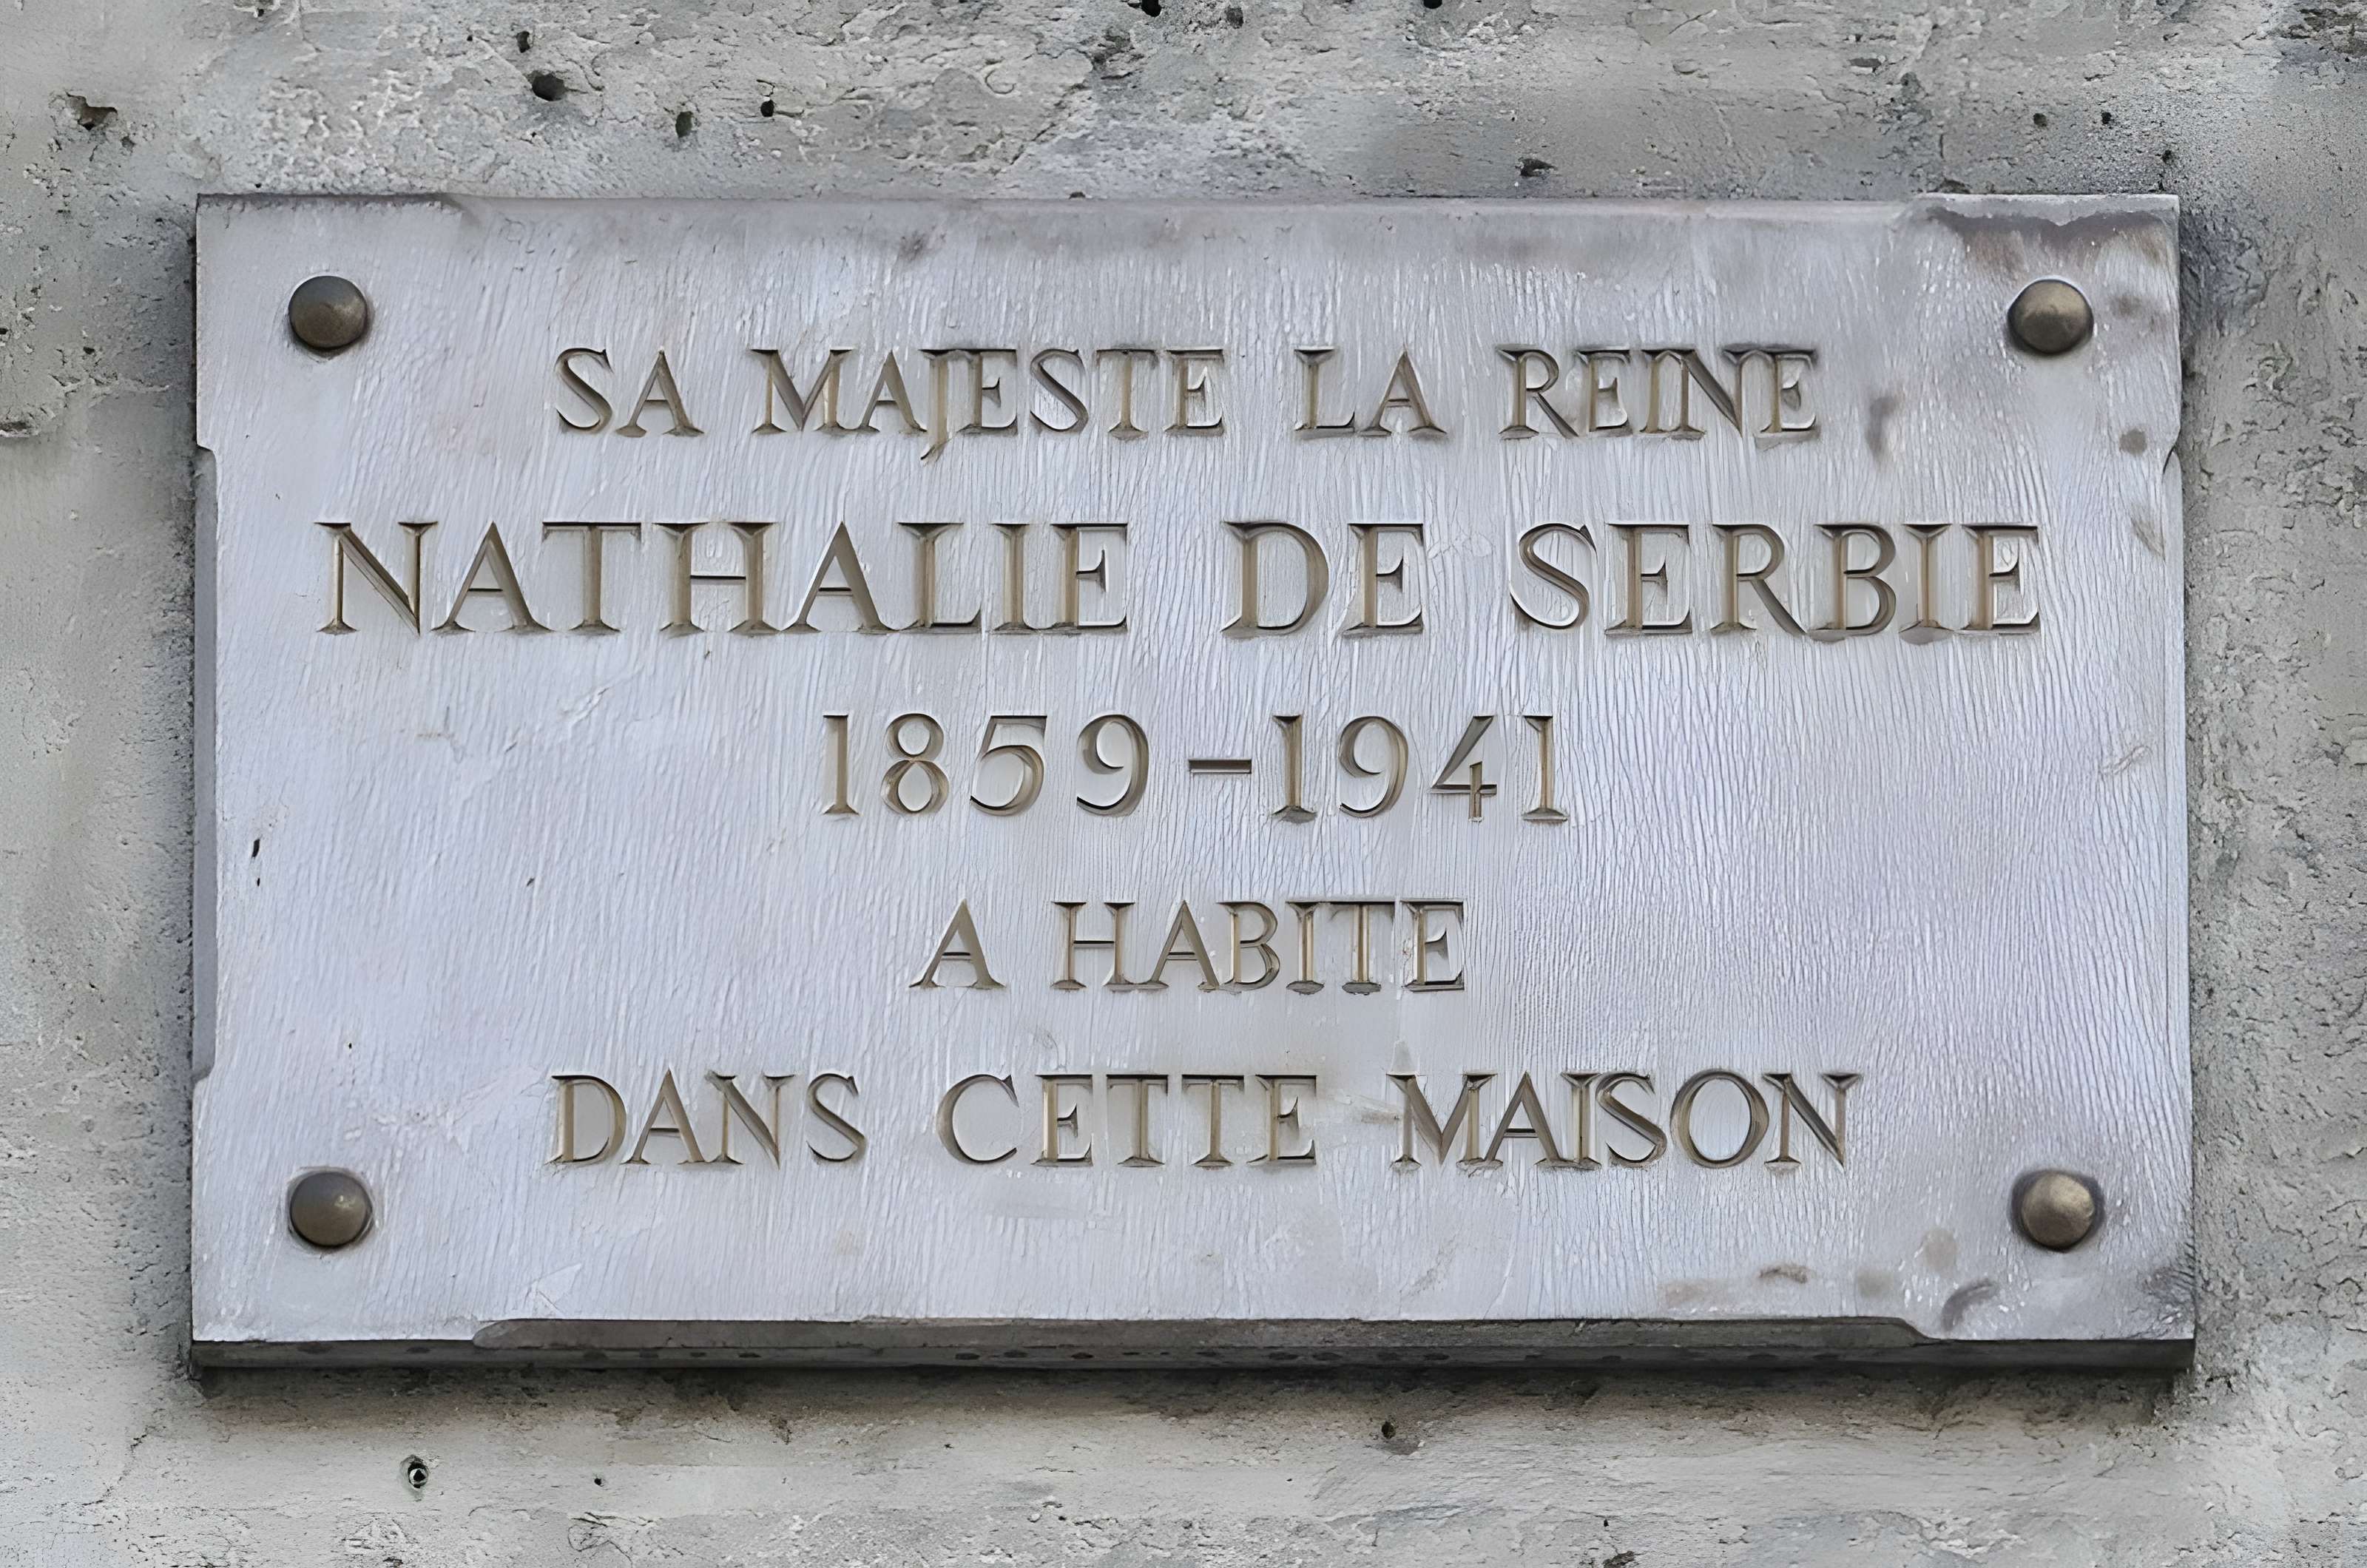 SA MAJESTE LA REINE
NATHALIE DE SERBIE
1859-1941
A HABITE
DANS CETTE MAISON